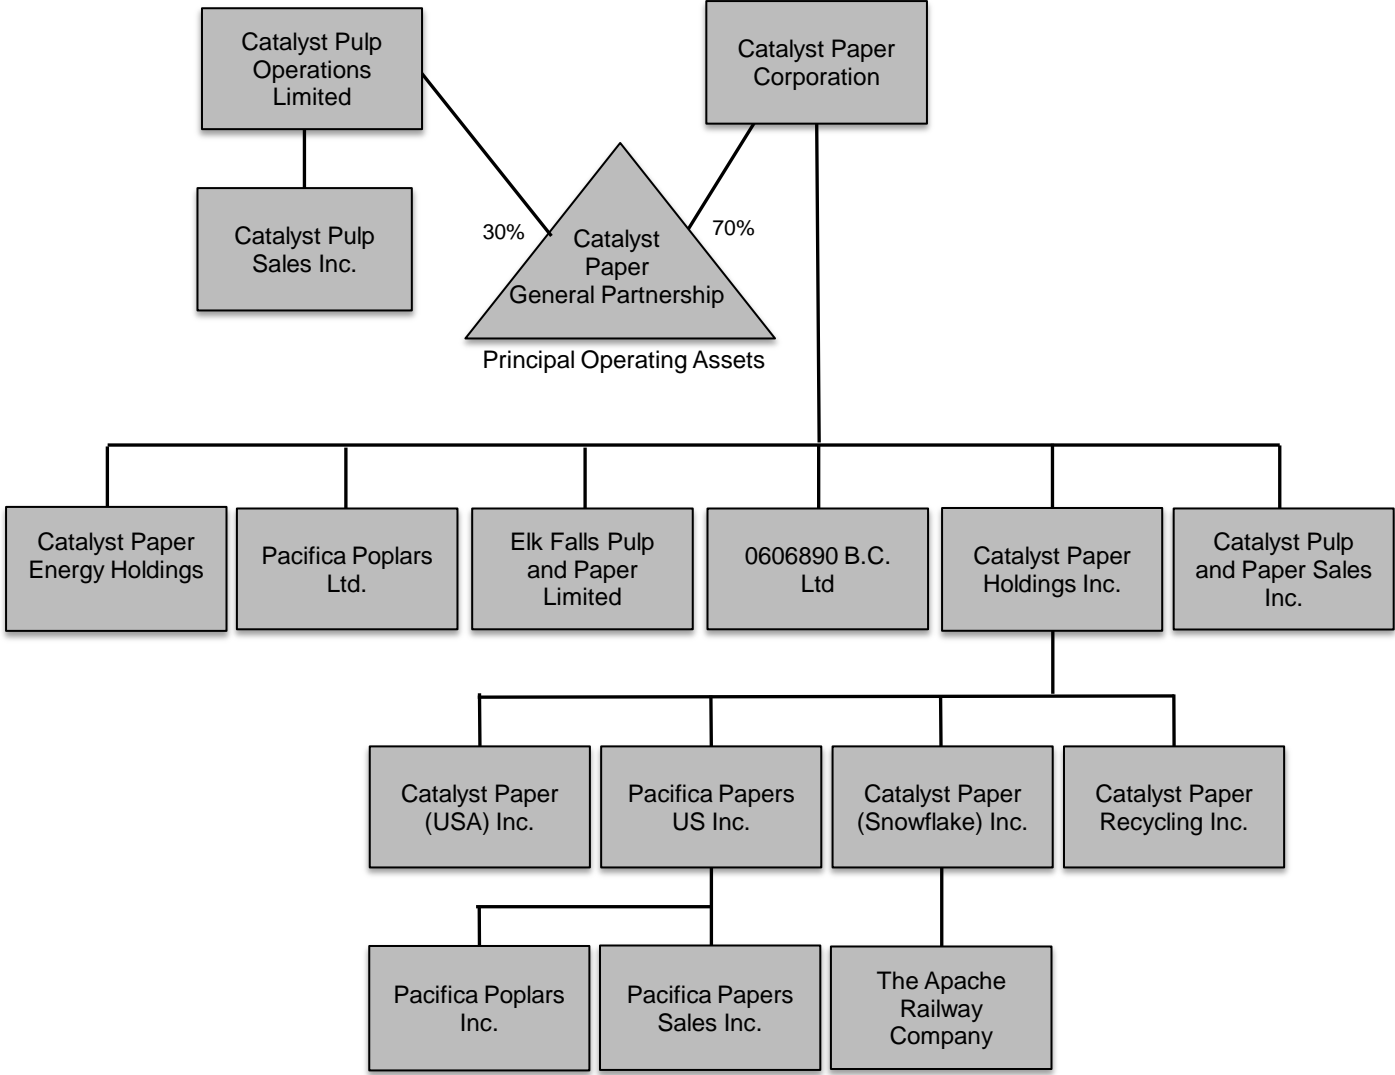 Catalyst Pulp
Operations
Limited
Catalyst Paper
Corporation
Catalyst Pulp
Sales Inc.
30%
70%
Catalyst
Paper
General Partnership
Principal Operating Assets
Catalyst Paper
Energy Holdings
Pacifica Poplars
Ltd.
Elk Falls Pulp
and Paper
Limited
0606890 B.C.
Ltd
Catalyst Paper
Holdings Inc.
Catalyst Pulp
and Paper Sales
Inc.
Catalyst Paper
(USA) Inc.
Pacifica Papers
US Inc.
Catalyst Paper
(Snowflake) Inc.
Catalyst Paper
Recycling Inc.
Pacifica Poplars
Inc.
Pacifica Papers
Sales Inc.
The Apache
Railway
Company